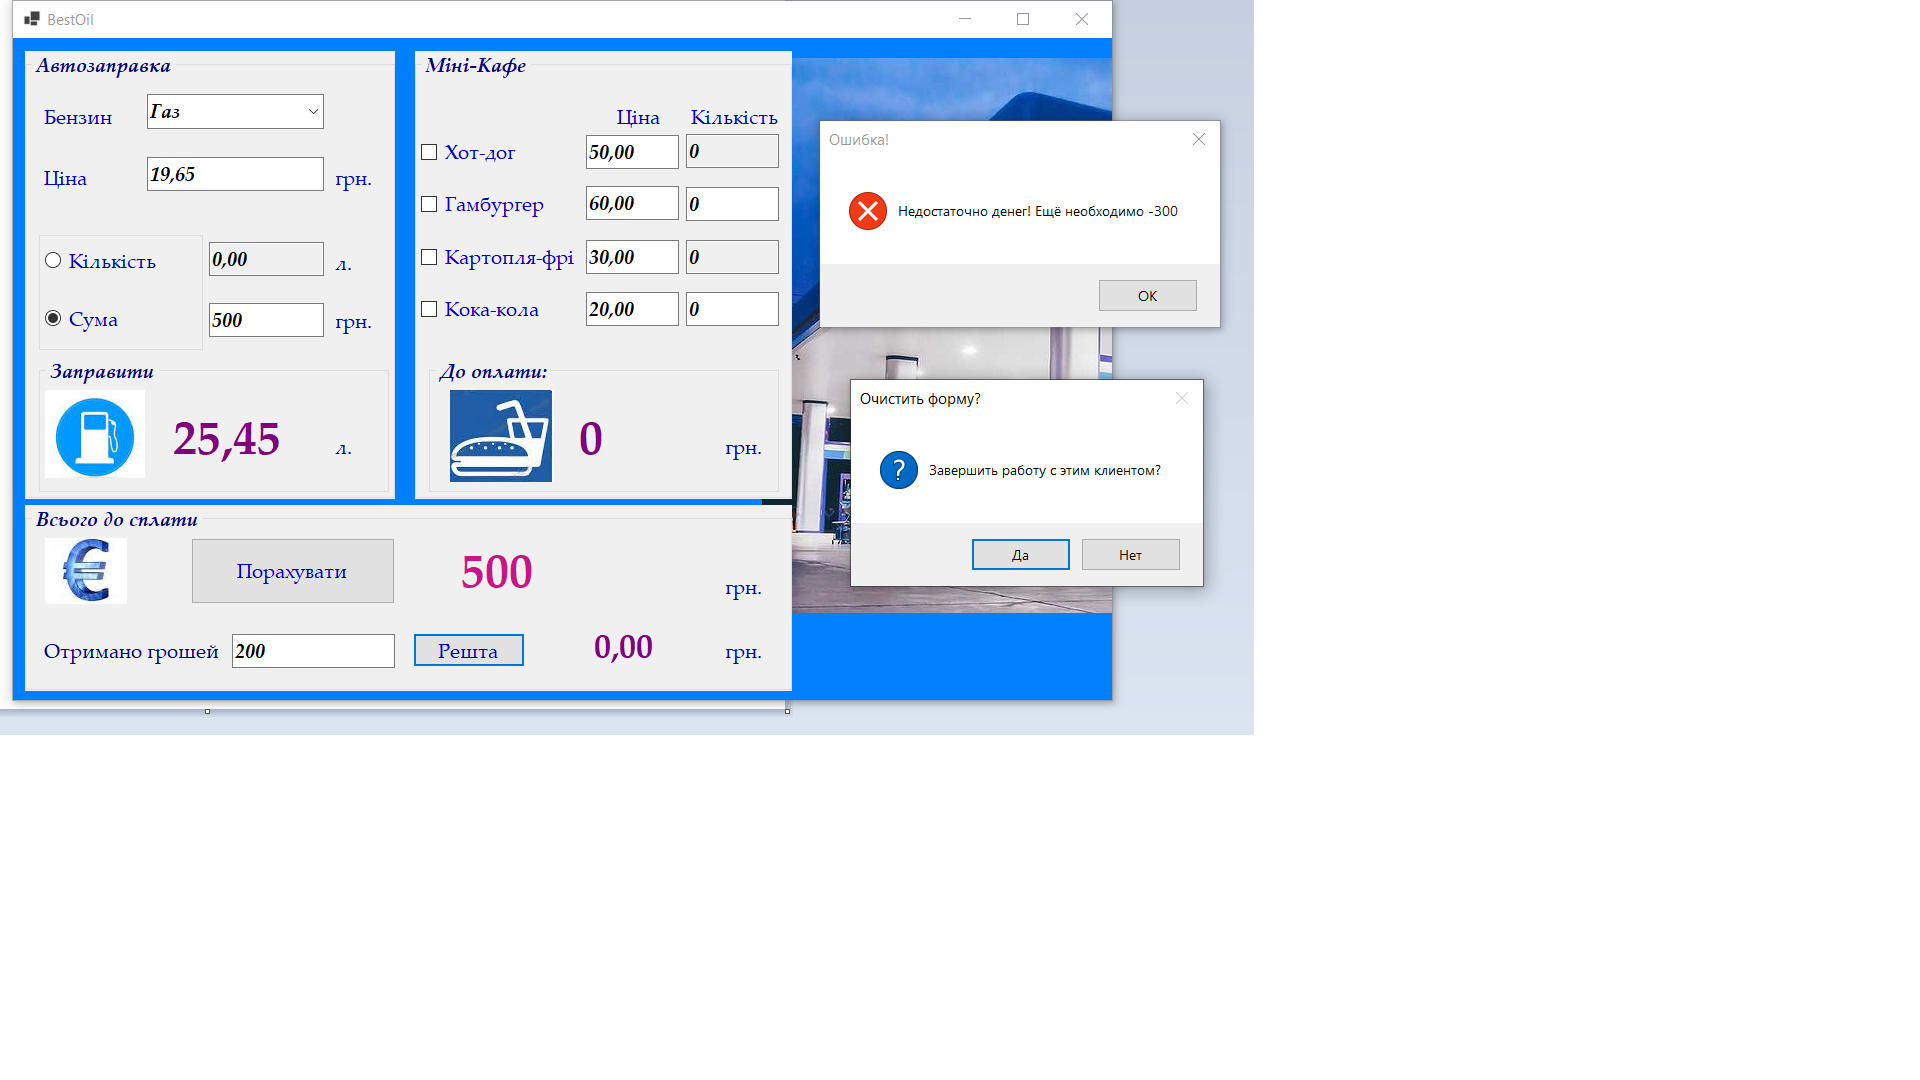 BestOil
Автозаправка
Бензин Газ
Ціна 19,65 грн.
Кількість 0,00 л.
Сума 500 грн.
Заправити
25,45 л.
Міні-Кафе
Ціна Кількість
Хот-дог 50,00 0
Гамбургер 60,00 0
Картопля-фрі 30,00 0
Кока-кола 20,00 0
До оплати:
0 грн.
Всього до сплати
Порахувати 500 грн.
Отримано грошей 200 Решта 0,00 грн.
Ошибка!
Недостаточно денег! Ещё необходимо -300
ОК
Очистить форму?
Завершить работу с этим клиентом?
Да Нет